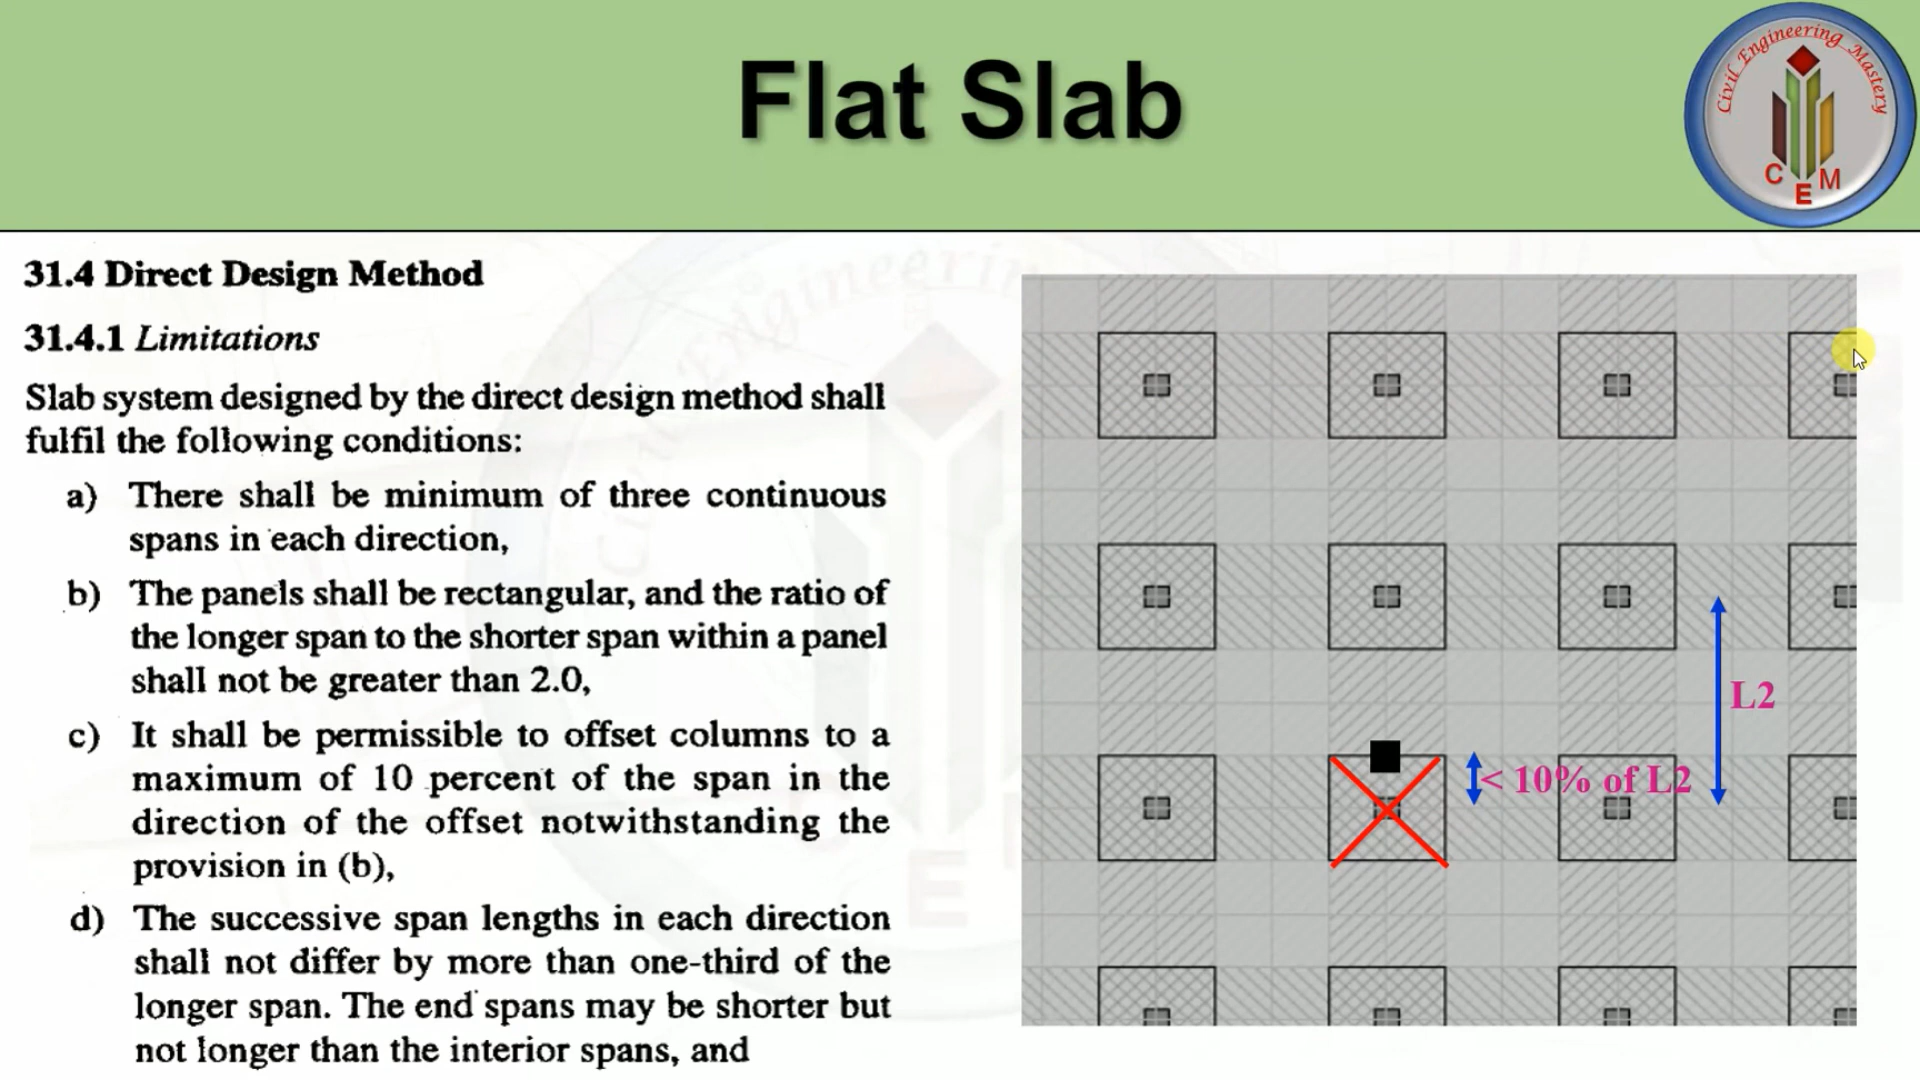 Flat Slab
Civil Engineering Mastery
C E M
31.4 Direct Design Method
31.4.1 Limitations
Slab system designed by the direct design method shall
fulfil the following conditions:
a) There shall be minimum of three continuous
spans in each direction,
b) The panels shall be rectangular, and the ratio of
the longer span to the shorter span within a panel
shall not be greater than 2.0,
c) It shall be permissible to offset columns to a
maximum of 10 percent of the span in the
direction of the offset notwithstanding the
provision in (b),
d) The successive span lengths in each direction
shall not differ by more than one-third of the
longer span. The end spans may be shorter but
not longer than the interior spans, and
L2
< 10% of L2